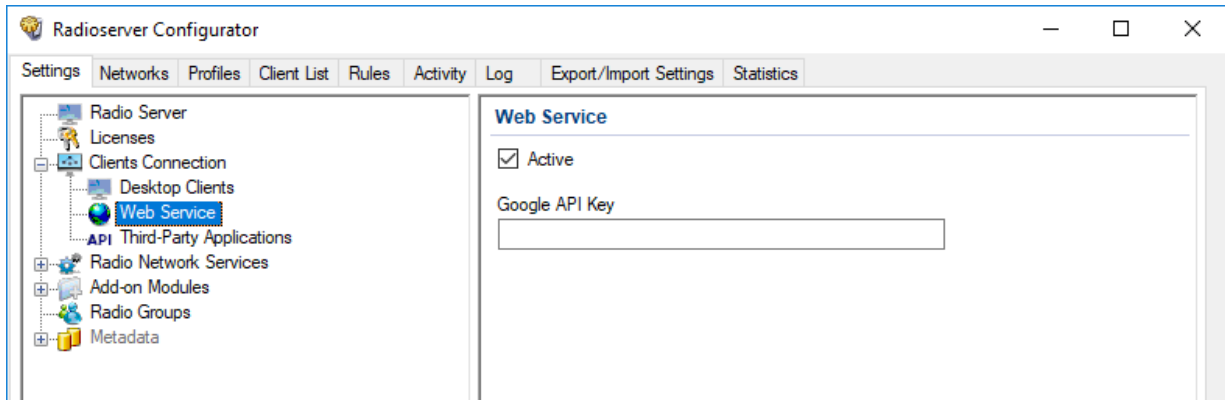 Radioserver Configurator
Settings Networks Profiles Client List Rules Activity Log Export/Import Settings Statistics
Radio Server
Licenses
Clients Connection
Desktop Clients
Web Service
API Third-Party Applications
Radio Network Services
Add-on Modules
Radio Groups
Metadata
Web Service
Active
Google API Key